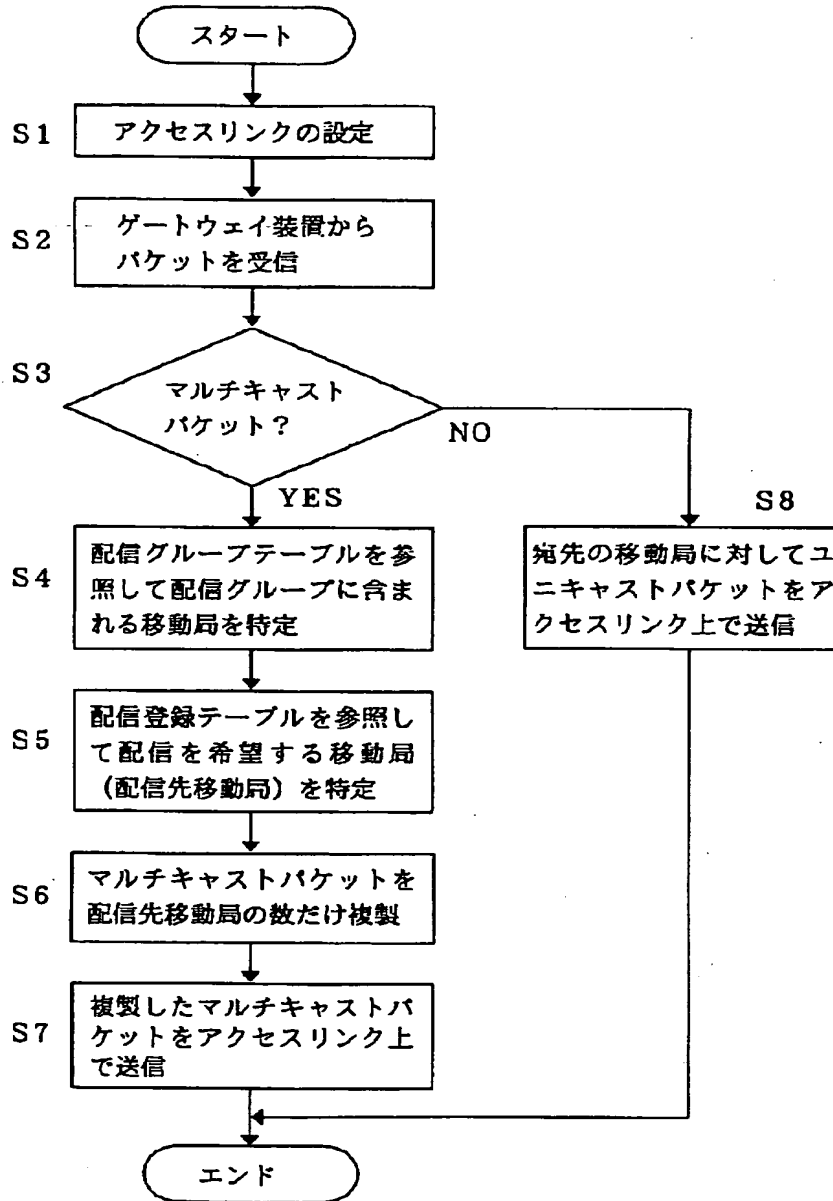 スタート
S1
アクセスリンクの設定
S2
ゲートウェイ装置から
パケットを受信
S3
マルチキャスト
パケット?
NO
YES
S4
配信グループテーブルを参
照して配信グループに含ま
れる移動局を特定
S8
宛先の移動局に対してユ
ニキャストパケットをア
クセスリンク上で送信
S5
配信登録テーブルを参照し
て配信を希望する移動局
(配信先移動局)を特定
S6
マルチキャストパケットを
配信先移動局の数だけ複製
S7
複製したマルチキャストパ
ケットをアクセスリンク上
で送信
エンド